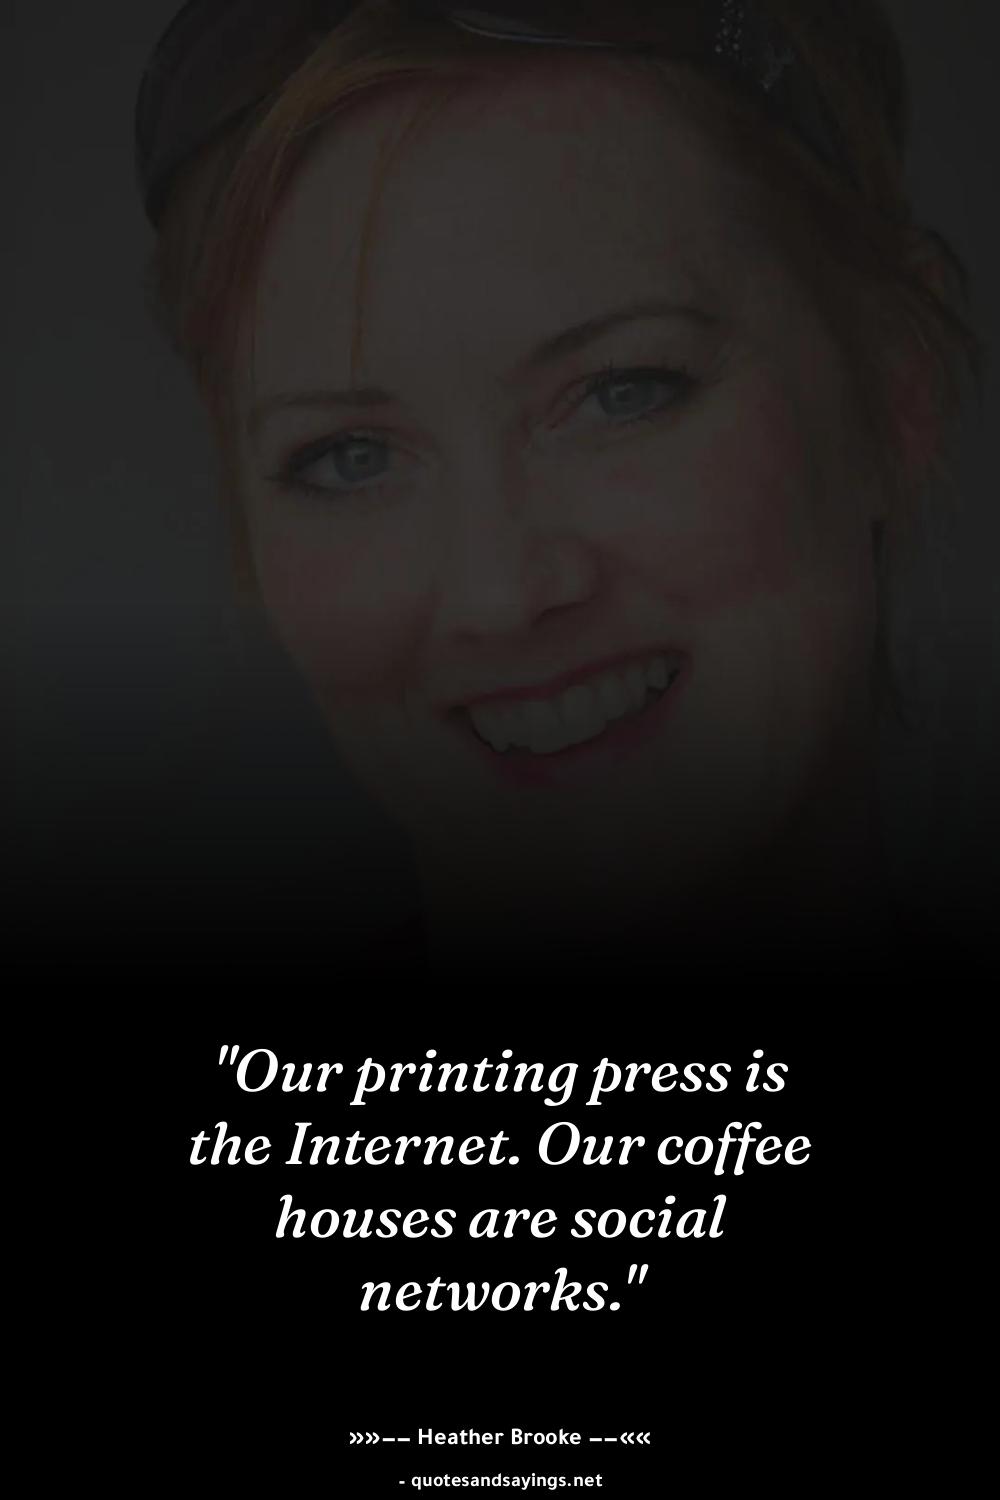 "Our printing press is
the Internet. Our coffee
houses are social
networks."
»»–– Heather Brooke ––««
- quotesandsayings.net